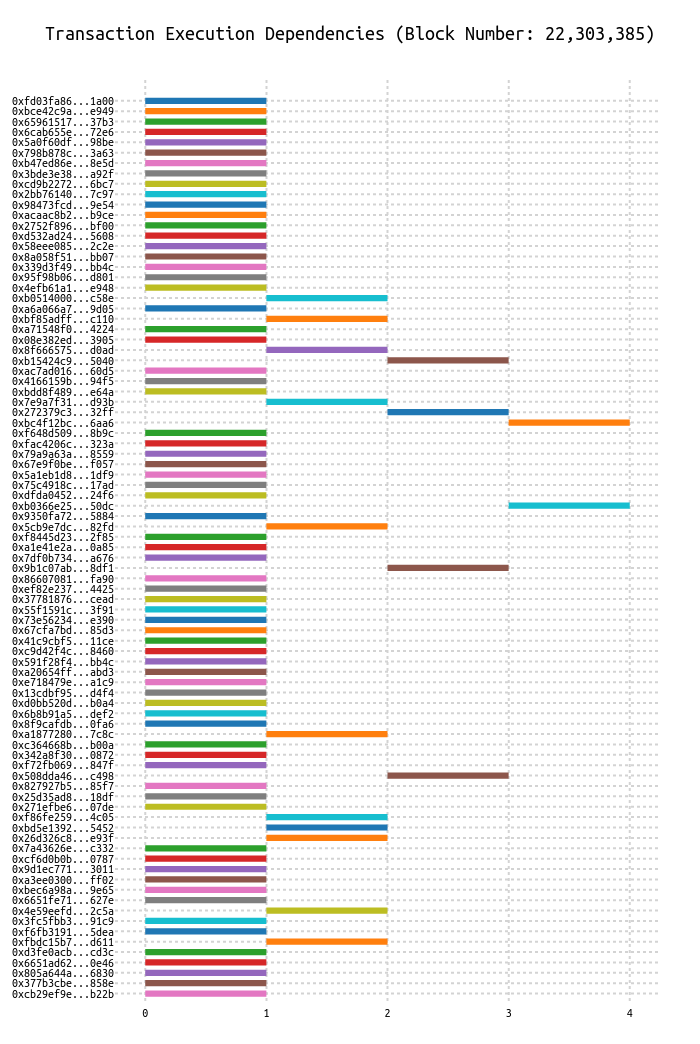 Transaction Execution Dependencies (Block Number: 22,303,385)
0xfd03fa86...1a00
0xbce42c9a...e949
0x65961517...37b3
0x6cab655e...72e6
0x5a0f60df...98be
0x798b878c...3a63
0xb47ed86e...8e5d
0x3bde3e38...a92f
0xcd9b2272...6bc7
0x2bb76140...7c97
0x98473fcd...9e54
0xacaac8b2...b9ce
0x2752f896...bf00
0xd532ad24...5608
0x58eee085...2c2e
0x8a058f51...bb07
0x339d3f49...bb4c
0x95f98b06...d801
0x4efb61a1...e948
0xb0514000...c58e
0xa6a066a7...9d05
0xbf85adff...c110
0xa71548f0...4224
0x08e382ed...3905
0x8f666575...d0ad
0xb15424c9...5040
0xac7ad016...60d5
0x4166159b...94f5
0xbdd8f489...e64a
0x7e9a7f31...d93b
0x272379c3...32ff
0xbc4f12bc...6aa6
0xf648d509...8b9c
0xfac4206c...323a
0x79a9a63a...8559
0x67e9f0be...f057
0x5a1eb1d8...1df9
0x75c4918c...17ad
0xdfda0452...24f6
0xb0366e25...50dc
0x9350fa72...5884
0x5cb9e7dc...82fd
0xf8445d23...2f85
0xa1e41e2a...0a85
0x7df0b734...a676
0x9b1c07ab...8df1
0x86607081...fa90
0xef82e237...4425
0x37781876...cead
0x55f1591c...3f91
0x73e56234...e390
0x67cfa7bd...85d3
0x41c9cbf5...11ce
0xc9d42f4c...8460
0x591f28f4...bb4c
0xa20654ff...abd3
0xe718479e...a1c9
0x13cdbf95...d4f4
0xd0bb520d...b0a4
0x6b8b91a5...def2
0x8f9cafdb...0fa6
0xa1877280...7c8c
0xc364668b...b00a
0x342a8f30...0872
0xf72fb069...847f
0x508dda46...c498
0x827927b5...85f7
0x25d35ad8...18df
0x271efbe6...07de
0xf86fe259...4c05
0xbd5e1392...5452
0x26d326c8...e93f
0x7a43626e...c332
0xcf6d0b0b...0787
0x9d1ec771...3011
0xa3ee0300...ff02
0xbec6a98a...9e65
0x6651fe71...627e
0x4e59eefd...2c5a
0x3fc5fbb3...91c9
0xf6fb3191...5dea
0xfbdc15b7...d611
0xd3fe0acb...cd3c
0x6651ad62...0e46
0x805a644a...6830
0x377b3cbe...858e
0xcb29ef9e...b22b
0 1 2 3 4